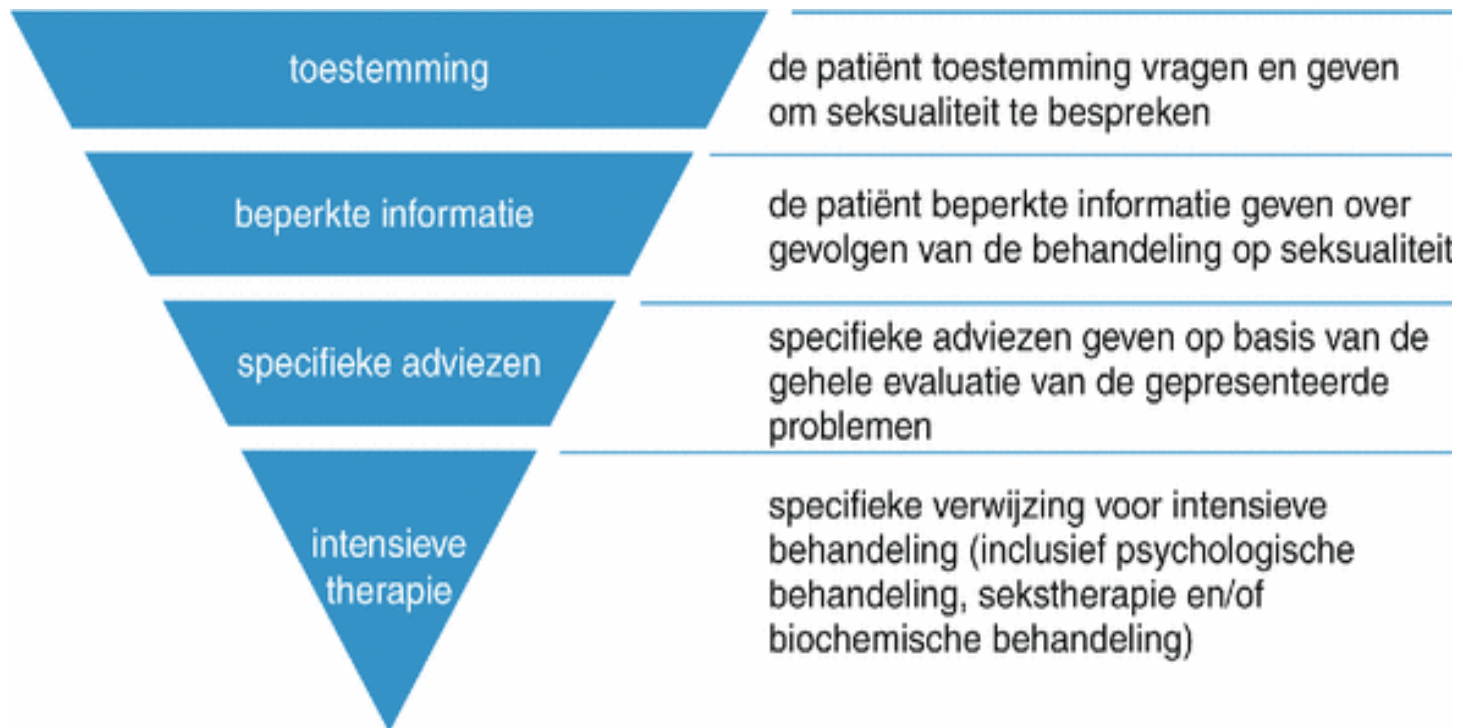 toestemming
de patiënt toestemming vragen en geven
om seksualiteit te bespreken
beperkte informatie
de patiënt beperkte informatie geven over
gevolgen van de behandeling op seksualiteit
specifieke adviezen
specifieke adviezen geven op basis van de
gehele evaluatie van de gepresenteerde
problemen
intensieve
therapie
specifieke verwijzing voor intensieve
behandeling (inclusief psychologische
behandeling, sekstherapie en/of
biochemische behandeling)